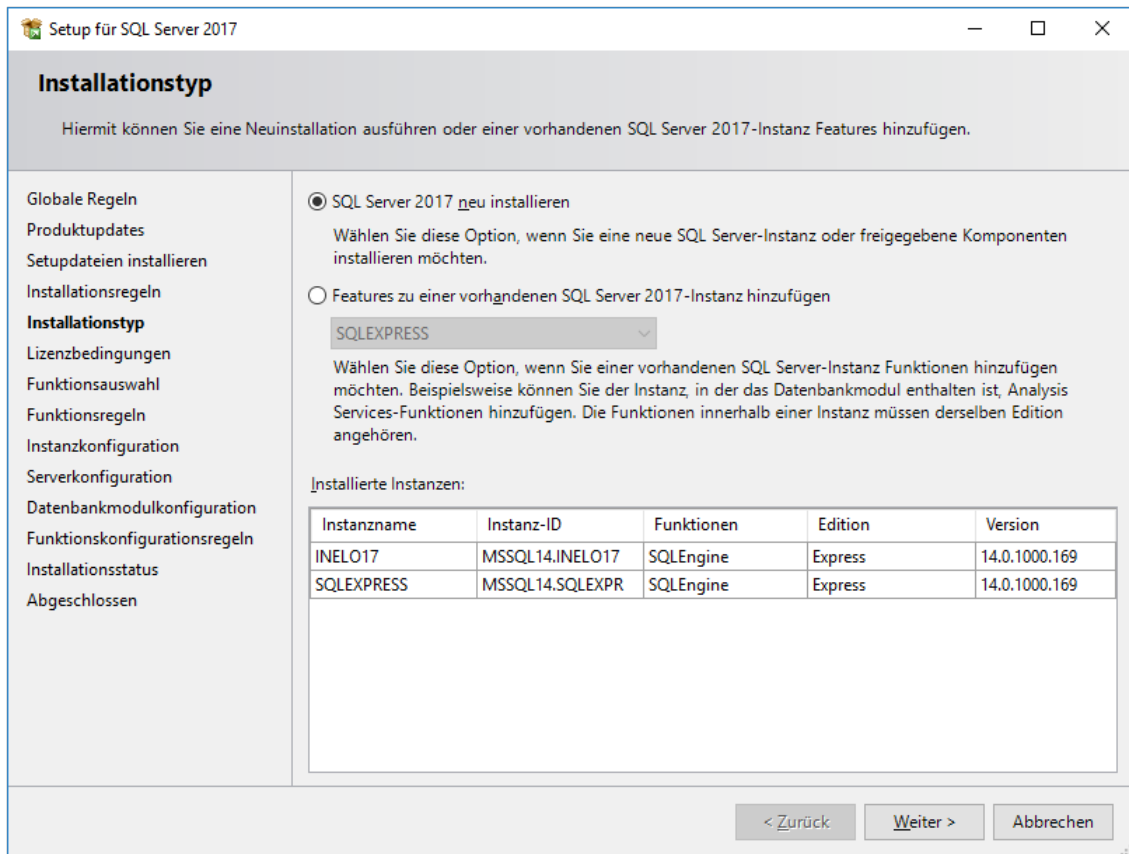 Setup für SQL Server 2017
Installationstyp
Hiermit können Sie eine Neuinstallation ausführen oder einer vorhandenen SQL Server 2017-Instanz Features hinzufügen.
Globale Regeln
Produktupdates
Setupdateien installieren
Installationsregeln
Installationstyp
Lizenzbedingungen
Funktionsauswahl
Funktionsregeln
Instanzkonfiguration
Serverkonfiguration
Datenbankmodulkonfiguration
Funktionskonfigurationsregeln
Installationsstatus
Abgeschlossen
SQL Server 2017 neu installieren
Wählen Sie diese Option, wenn Sie eine neue SQL Server-Instanz oder freigegebene Komponenten
installieren möchten.
Features zu einer vorhandenen SQL Server 2017-Instanz hinzufügen
SQLEXPRESS
Wählen Sie diese Option, wenn Sie einer vorhandenen SQL Server-Instanz Funktionen hinzufügen
möchten. Beispielsweise können Sie der Instanz, in der das Datenbankmodul enthalten ist, Analysis
Services-Funktionen hinzufügen. Die Funktionen innerhalb einer Instanz müssen derselben Edition
angehören.
Installierte Instanzen:
Instanzname Instanz-ID Funktionen Edition Version
INELO17 MSSQL14.INELO17 SQLEngine Express 14.0.1000.169
SQLEXPRESS MSSQL14.SQLEXPR SQLEngine Express 14.0.1000.169
< Zurück Weiter > Abbrechen